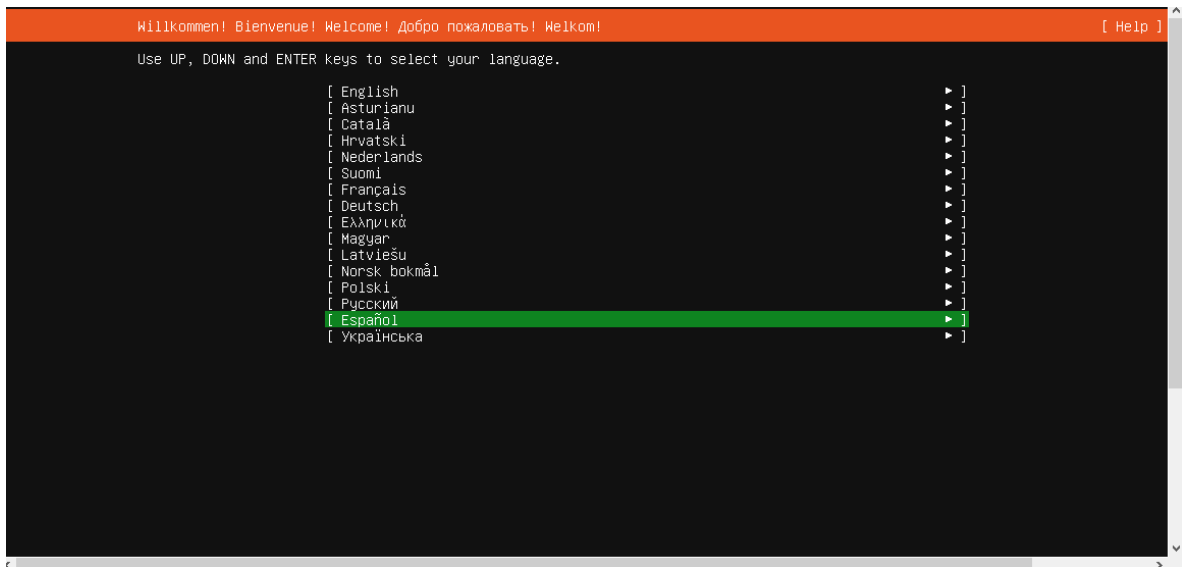 Willkommen! Bienvenue! Welcome! Добро пожаловать! Welkom! [ Help ]
Use UP, DOWN and ENTER keys to select your language.
[ English ► ]
[ Asturianu ► ]
[ Català ► ]
[ Hrvatski ► ]
[ Nederlands ► ]
[ Suomi ► ]
[ Français ► ]
[ Deutsch ► ]
[ Ελληνικά ► ]
[ Magyar ► ]
[ Latviešu ► ]
[ Norsk bokmål ► ]
[ Polski ► ]
[ Русский ► ]
[ Español ► ]
[ Українська ► ]